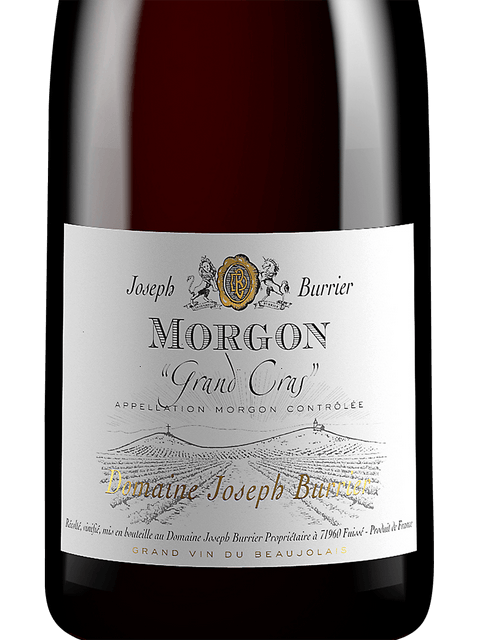 Joseph Burrier
MORGON
"Grand Cras"
APPELLATION MORGON CONTRÔLÉE
Domaine Joseph Burrier
Récolté, vinifié, mis en bouteille au Domaine Joseph Burrier Propriétaire à 71960 Fuissé - Produit de France
GRAND VIN DU BEAUJOLAIS